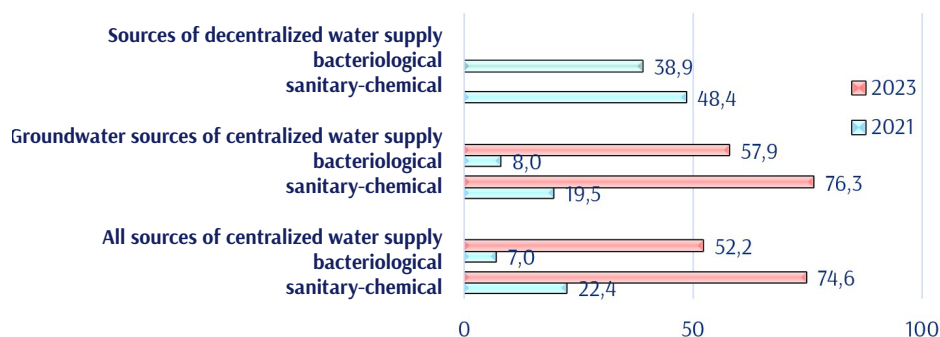 Sources of decentralized water supply
bacteriological
38,9
sanitary-chemical
48,4
2023
2021
Groundwater sources of centralized water supply
57,9
bacteriological
8,0
sanitary-chemical
76,3
19,5
All sources of centralized water supply
52,2
bacteriological
7,0
sanitary-chemical
74,6
22,4
0 50 100